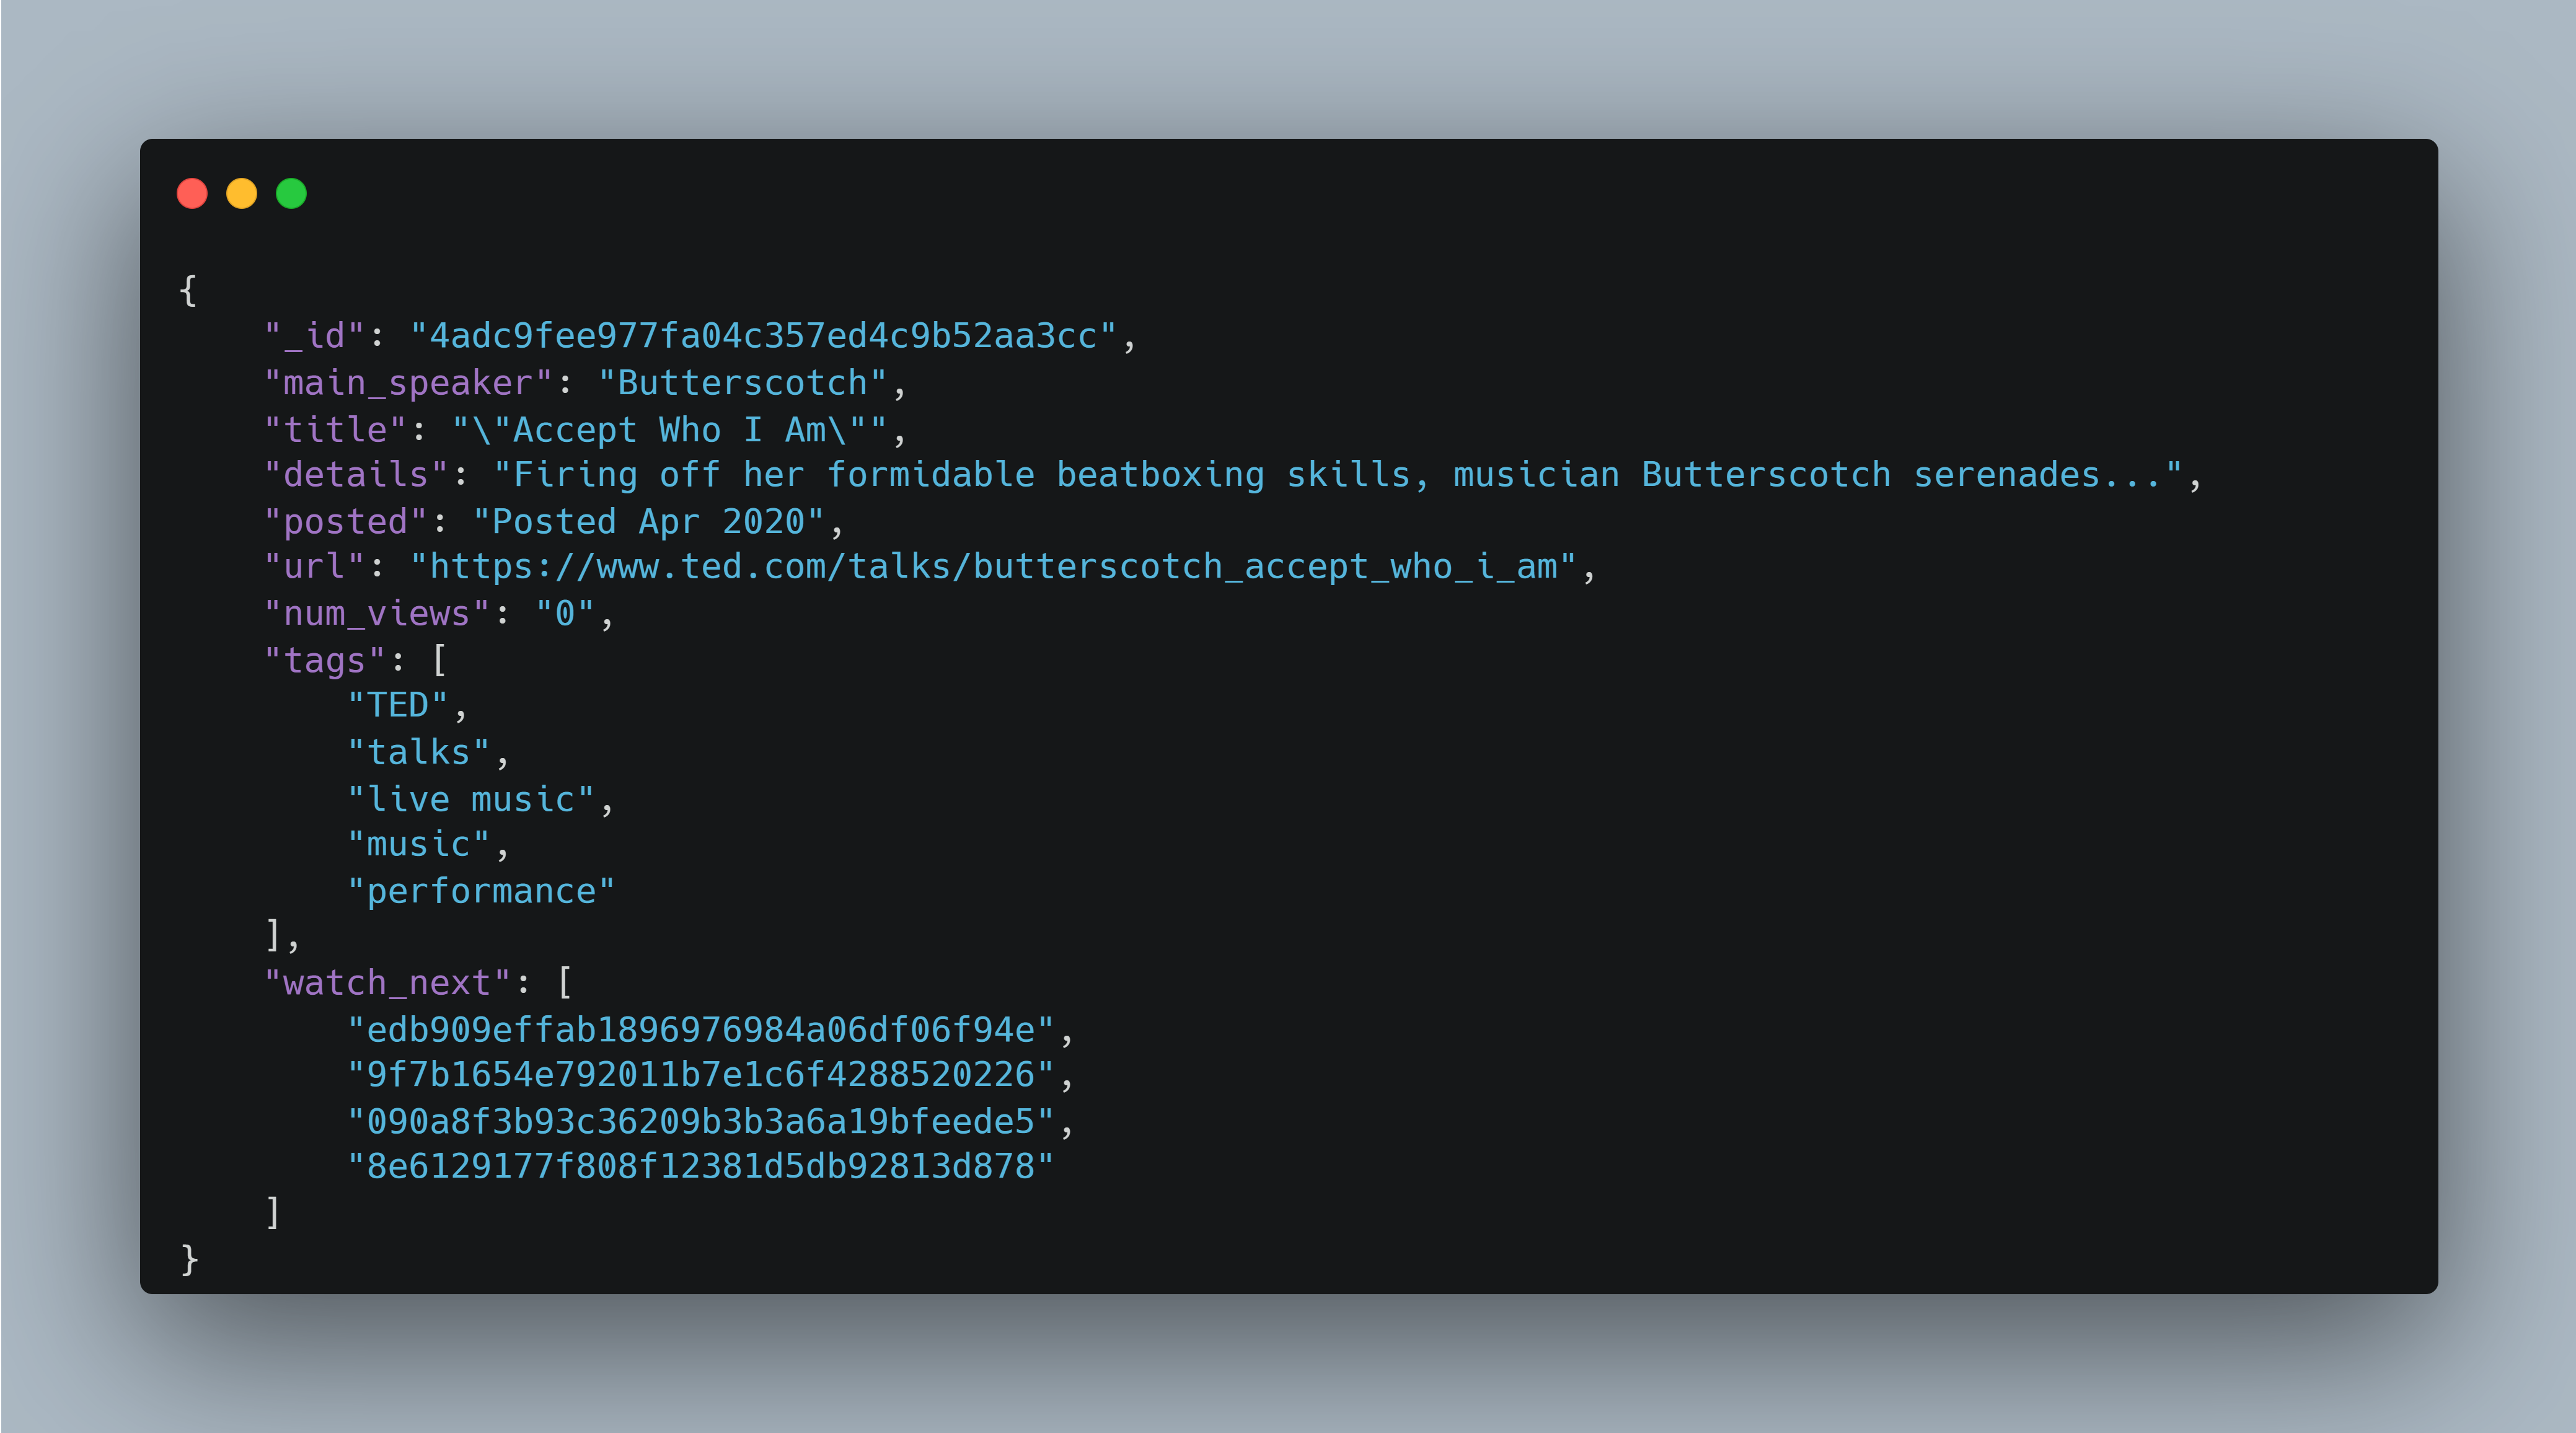 {
    "_id": "4adc9fee977fa04c357ed4c9b52aa3cc",
    "main_speaker": "Butterscotch",
    "title": "\"Accept Who I Am\"",
    "details": "Firing off her formidable beatboxing skills, musician Butterscotch serenades...",
    "posted": "Posted Apr 2020",
    "url": "https://www.ted.com/talks/butterscotch_accept_who_i_am",
    "num_views": "0",
    "tags": [
        "TED",
        "talks",
        "live music",
        "music",
        "performance"
    ],
    "watch_next": [
        "edb909effab1896976984a06df06f94e",
        "9f7b1654e792011b7e1c6f4288520226",
        "090a8f3b93c36209b3b3a6a19bfeede5",
        "8e6129177f808f12381d5db92813d878"
    ]
}